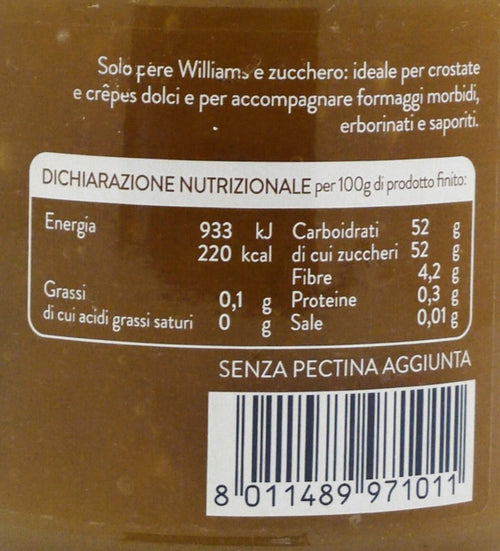 Solo pere Williams e zucchero: ideale per crostate
e crêpes dolci e per accompagnare formaggi morbidi,
erborinati e saporiti.
DICHIARAZIONE NUTRIZIONALE per 100g di prodotto finito:
Energia 933 kJ
220 kcal
Grassi 0,1 g
di cui acidi grassi saturi 0 g
Carboidrati 52 g
di cui zuccheri 52 g
Fibre 4,2 g
Proteine 0,3 g
Sale 0,01 g
SENZA PECTINA AGGIUNTA
8 011489 971011